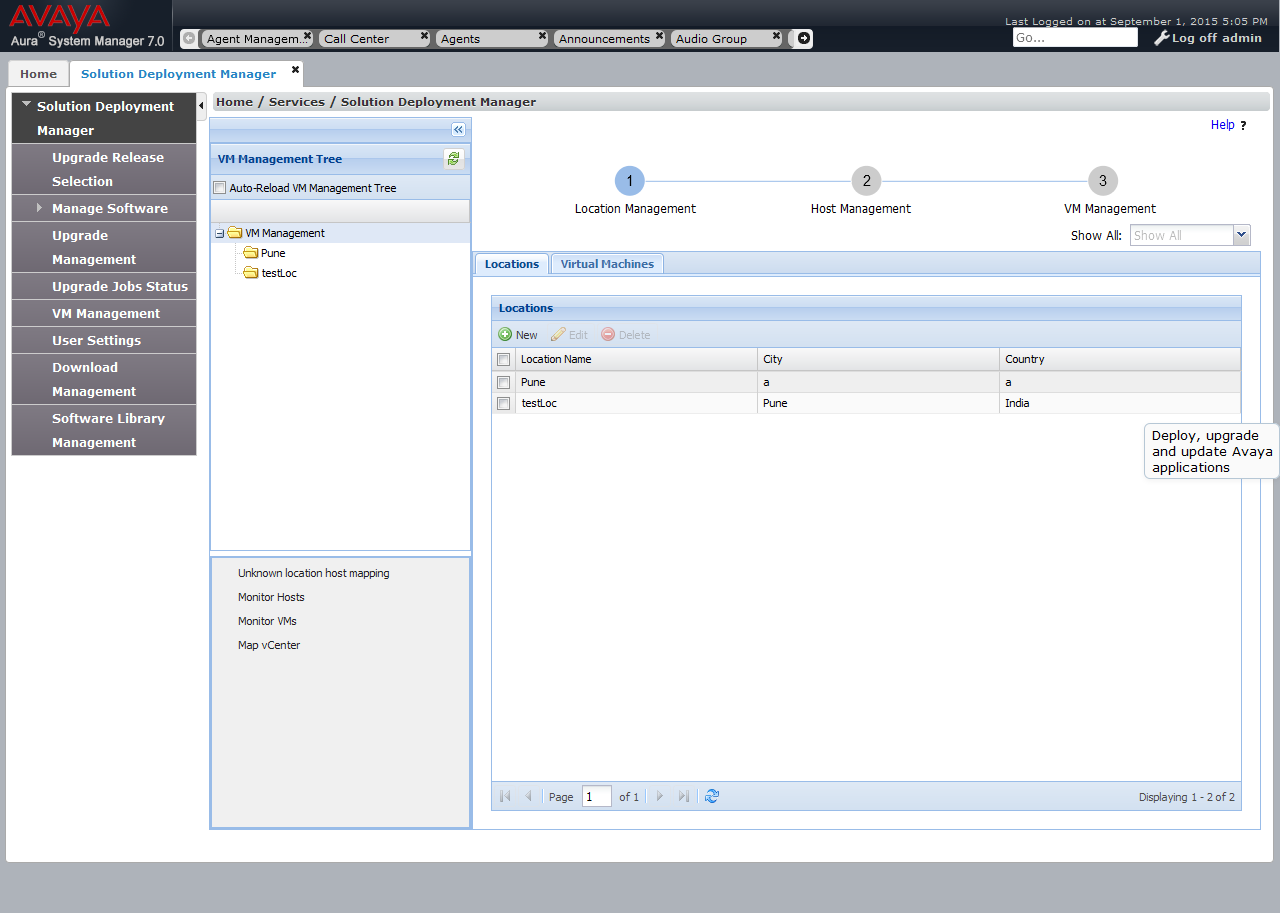 AVAYA
Aura® System Manager 7.0
Last Logged on at September 1, 2015 5:05 PM
Agent Managem... Call Center Agents Announcements Audio Group
Go...
Log off admin
Home
Solution Deployment Manager
Solution Deployment
Manager
Upgrade Release
Selection
Manage Software
Upgrade
Management
Upgrade Jobs Status
VM Management
User Settings
Download
Management
Software Library
Management
Home / Services / Solution Deployment Manager
Help ?
VM Management Tree
Auto-Reload VM Management Tree
VM Management
Pune
testLoc
Unknown location host mapping
Monitor Hosts
Monitor VMs
Map vCenter
1 2 3
Location Management Host Management VM Management
Show All: Show All
Locations Virtual Machines
Locations
New Edit Delete
Location Name City Country
Pune a a
testLoc Pune India
Deploy, upgrade
and update Avaya
applications
Page 1 of 1
Displaying 1 - 2 of 2